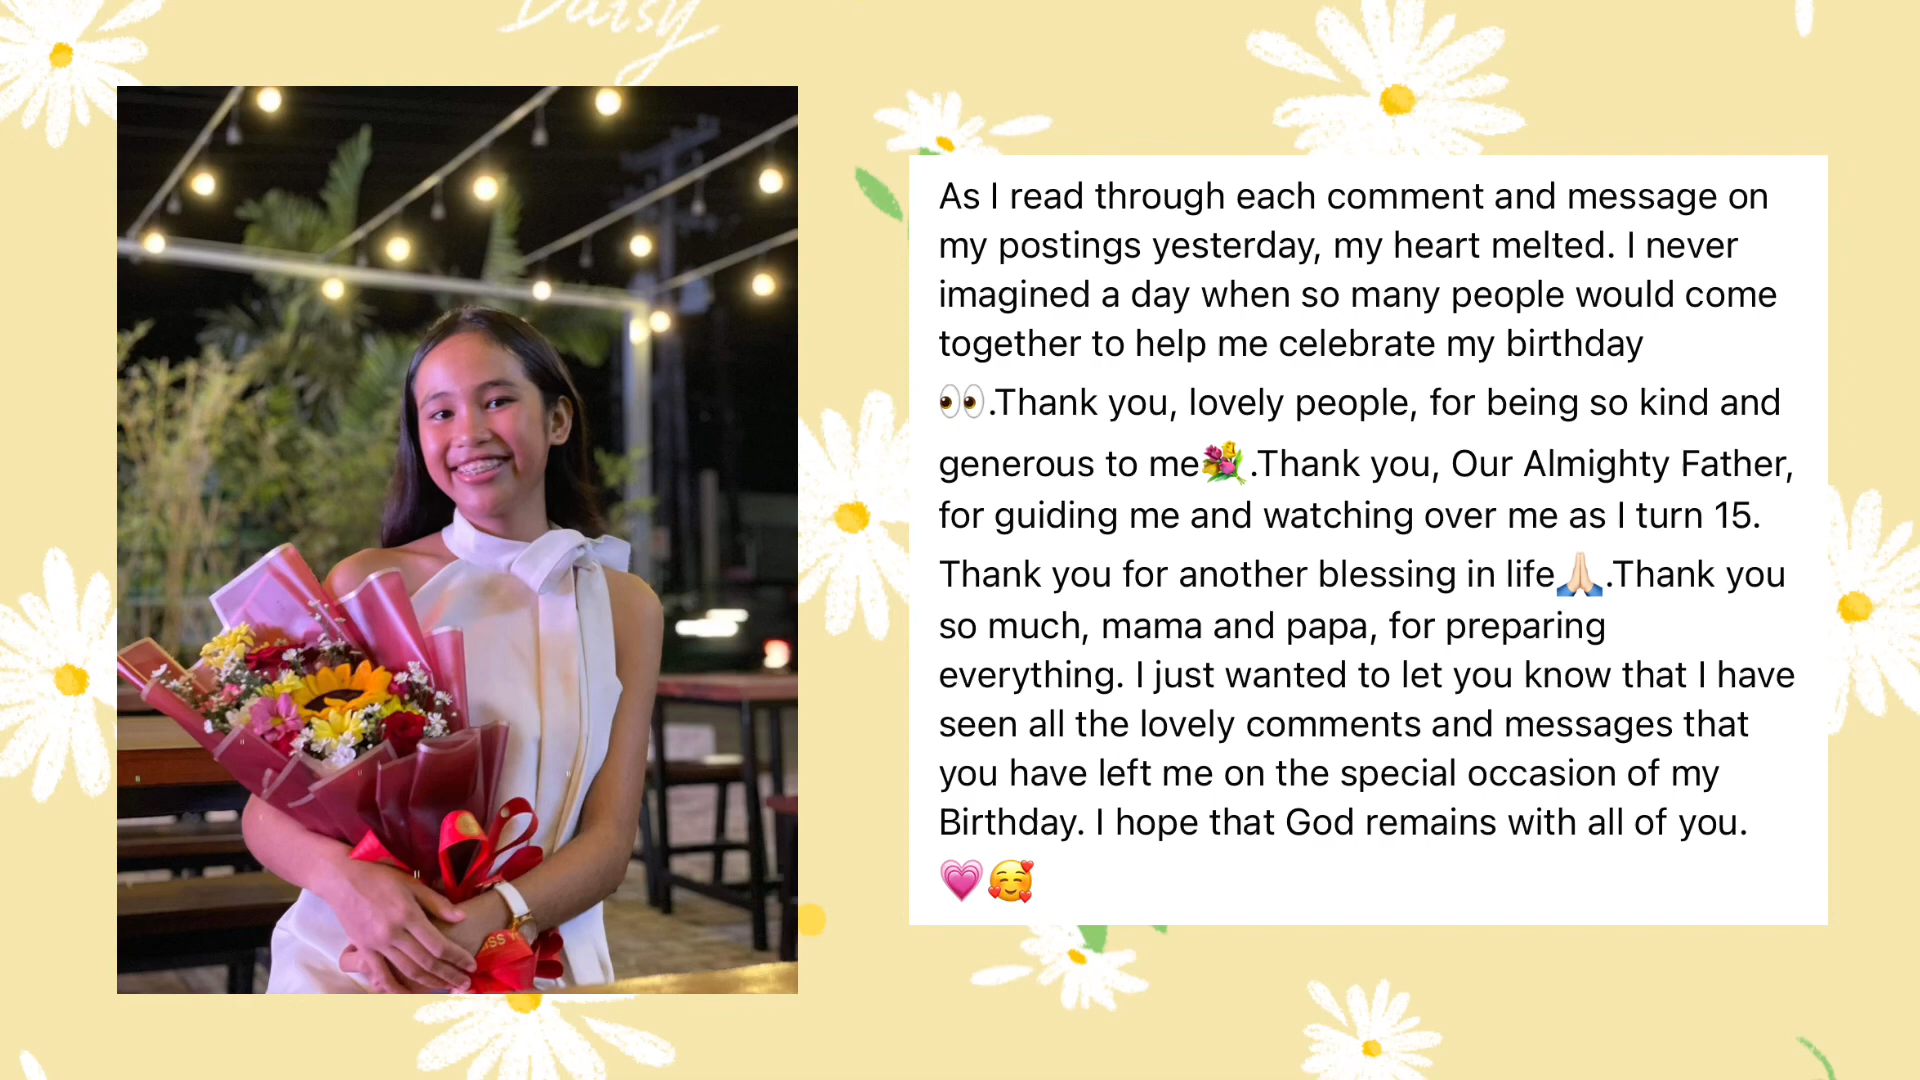 Daisy
As I read through each comment and message on
my postings yesterday, my heart melted. I never
imagined a day when so many people would come
together to help me celebrate my birthday
👀.Thank you, lovely people, for being so kind and
generous to me💐.Thank you, Our Almighty Father,
for guiding me and watching over me as I turn 15.
Thank you for another blessing in life🙏🏻.Thank you
so much, mama and papa, for preparing
everything. I just wanted to let you know that I have
seen all the lovely comments and messages that
you have left me on the special occasion of my
Birthday. I hope that God remains with all of you.
💗🥰